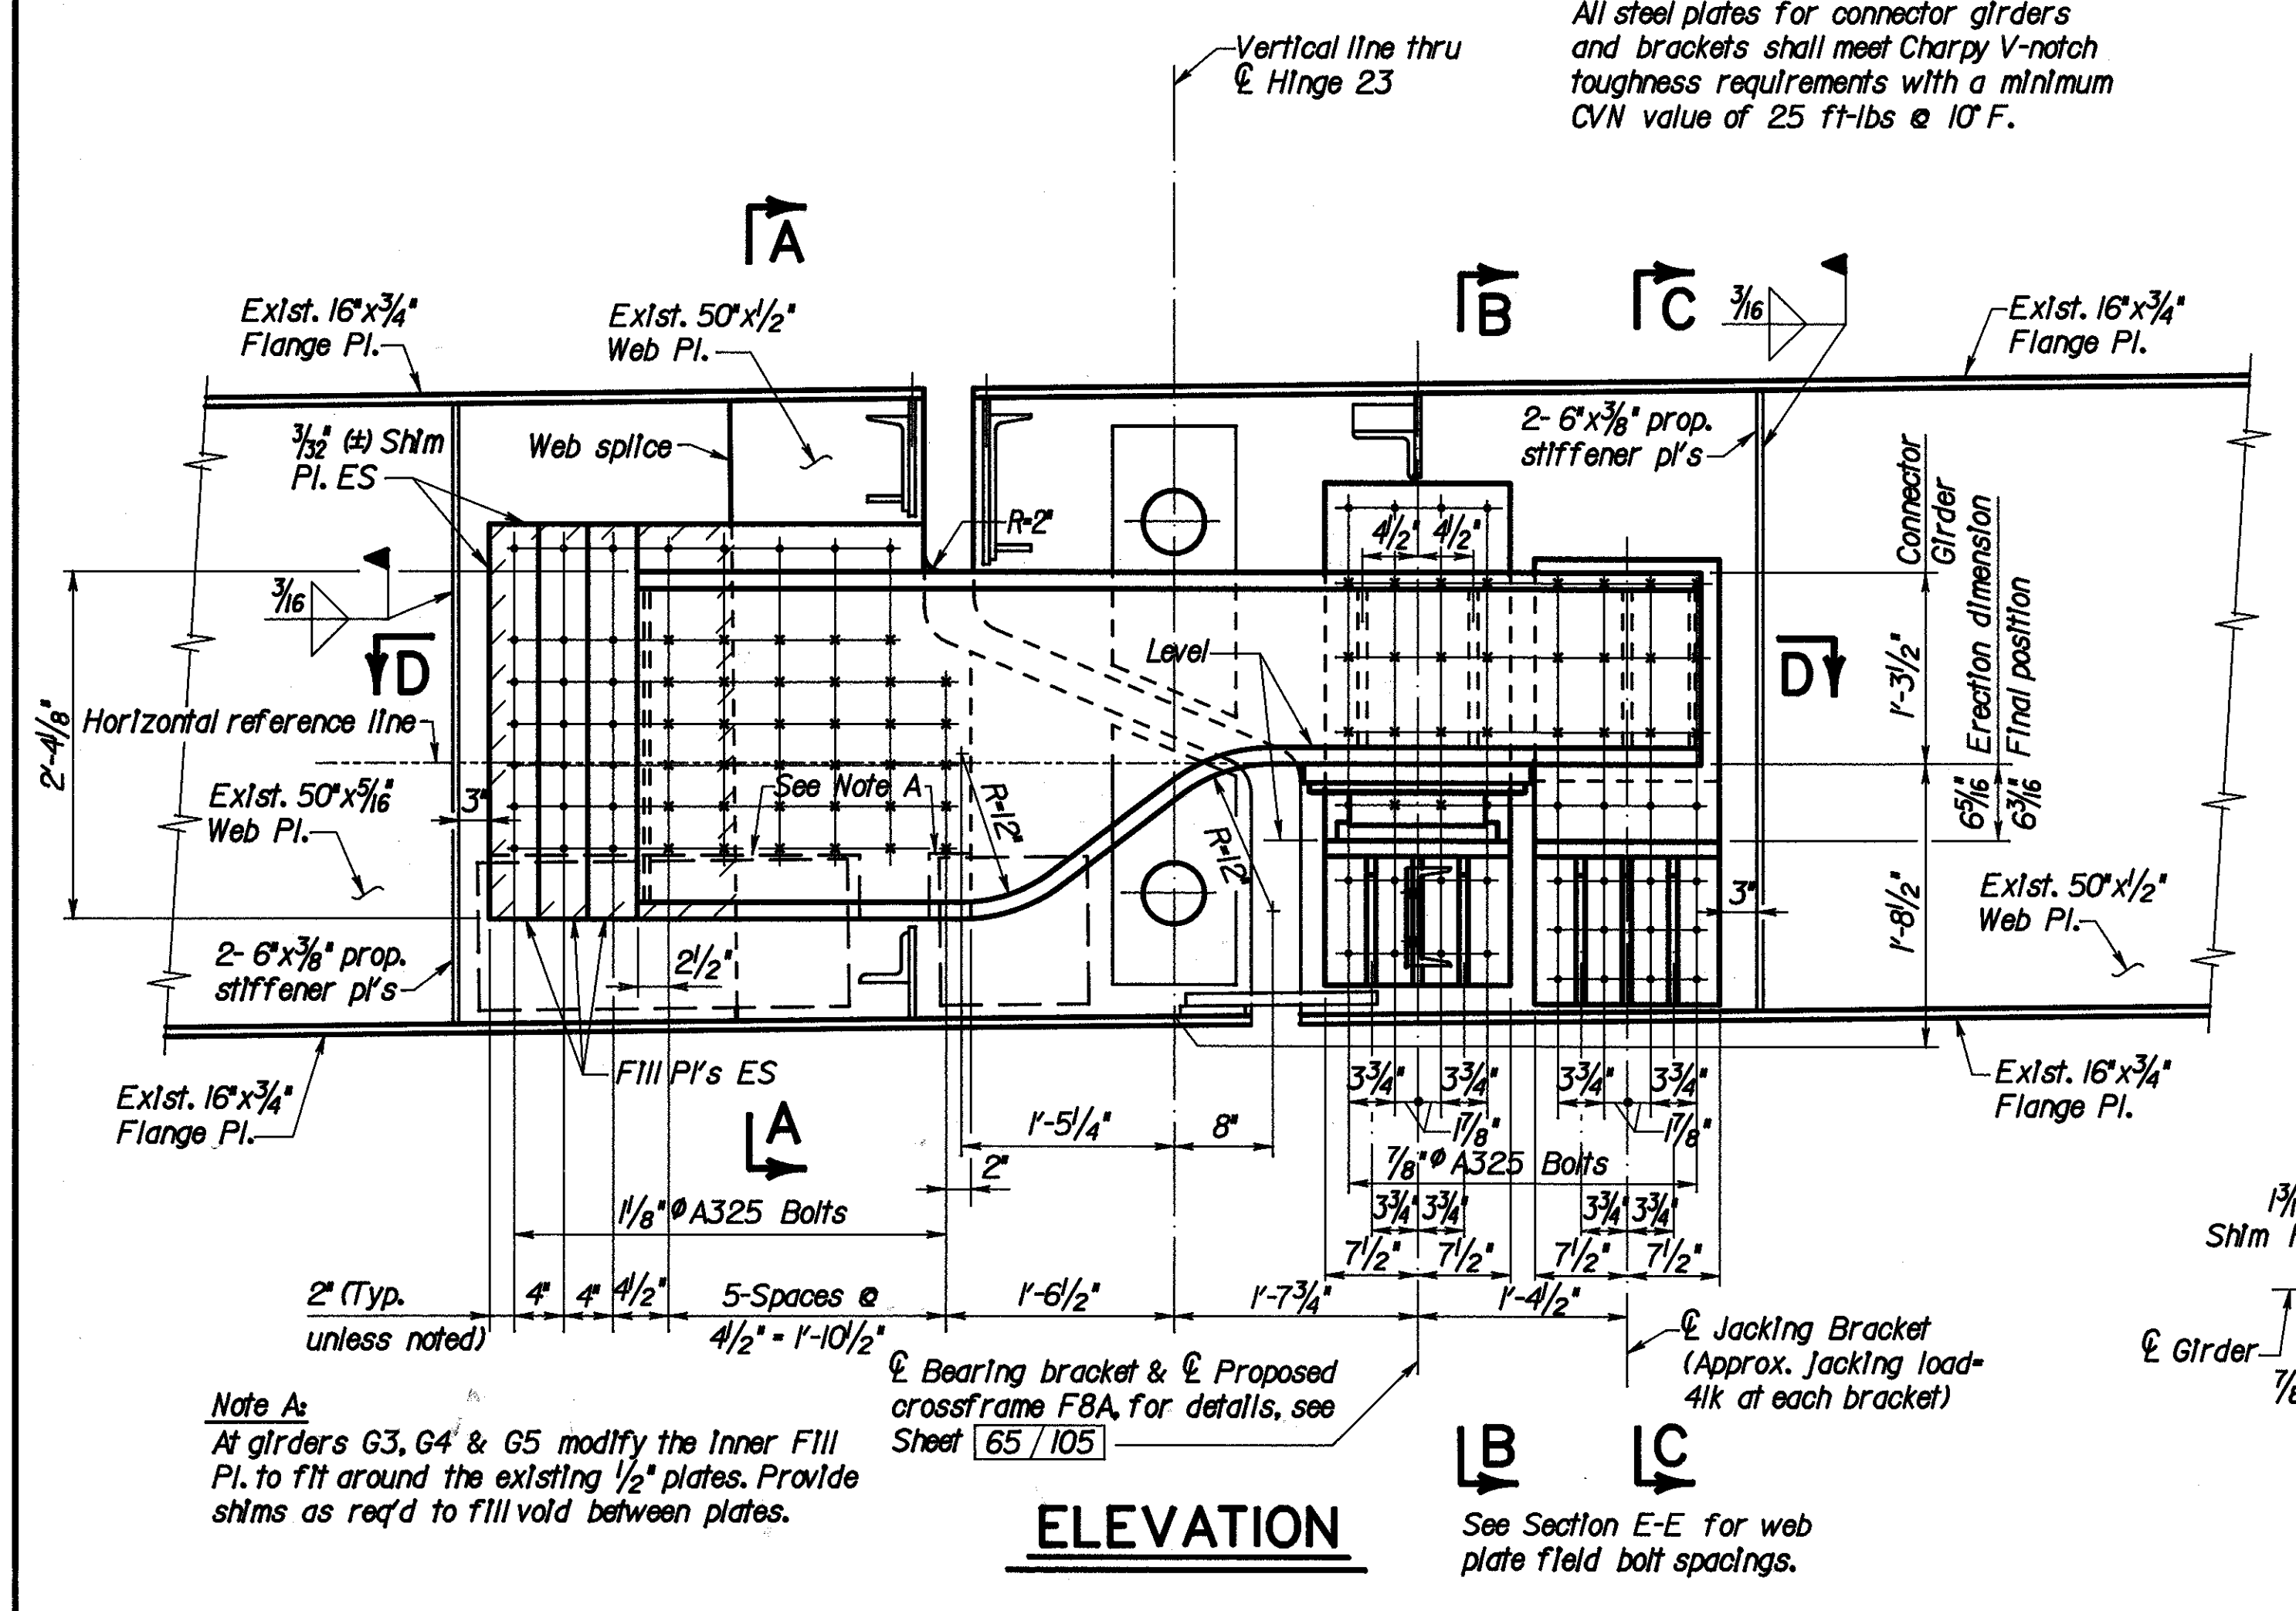 All steel plates for connector girders
and brackets shall meet Charpy V-notch
toughness requirements with a minimum
CVN value of 25 ft-lbs @ 10° F.
Vertical line thru
℄ Hinge 23
A
B
C
3/16
Exist. 16"x3/4"
Flange Pl.
Exist. 50"x1/2"
Web Pl.
Exist. 16"x3/4"
Flange Pl.
3/32" (±) Shim
Pl. ES
Web splice
2- 6"x3/8" prop.
stiffener pl's
Connector
Girder
R=2"
4 1/2" 4 1/2"
Erection dimension
Final position
3/16
D
Level
D
1'-3 1/2"
2'-4 1/8"
Horizontal reference line
See Note A
R=12"
R=12"
6 5/16"
6 3/16"
Exist. 50"x5/16"
Web Pl.
3"
3"
1'-8 1/2"
Exist. 50"x1/2"
Web Pl.
2- 6"x3/8" prop.
stiffener pl's
2 1/2"
Fill Pl's ES
Exist. 16"x3/4"
Flange Pl.
Exist. 16"x3/4"
Flange Pl.
3 3/4" 3 3/4" 3 3/4" 3 3/4"
1 7/8" 1 7/8"
A
1'-5 1/4" 8"
2"
7/8"ø A325 Bolts
1 1/8"ø A325 Bolts
3 3/4" 3 3/4" 3 3/4" 3 3/4"
7 1/2" 7 1/2" 7 1/2" 7 1/2"
2" (Typ.
unless noted)
4" 4" 4 1/2"
5-Spaces @
4 1/2" = 1'-10 1/2"
1'-6 1/2" 1'-7 3/4" 1'-4 1/2"
℄ Jacking Bracket
(Approx. jacking load=
41k at each bracket)
℄ Bearing bracket & ℄ Proposed
crossframe F8A, for details, see
Sheet 65 / 105
Shim
℄ Girder
Note A:
At girders G3, G4 & G5 modify the inner Fill
Pl. to fit around the existing 1/2" plates. Provide
shims as req'd to fill void between plates.
B
C
ELEVATION
See Section E-E for web
plate field bolt spacings.